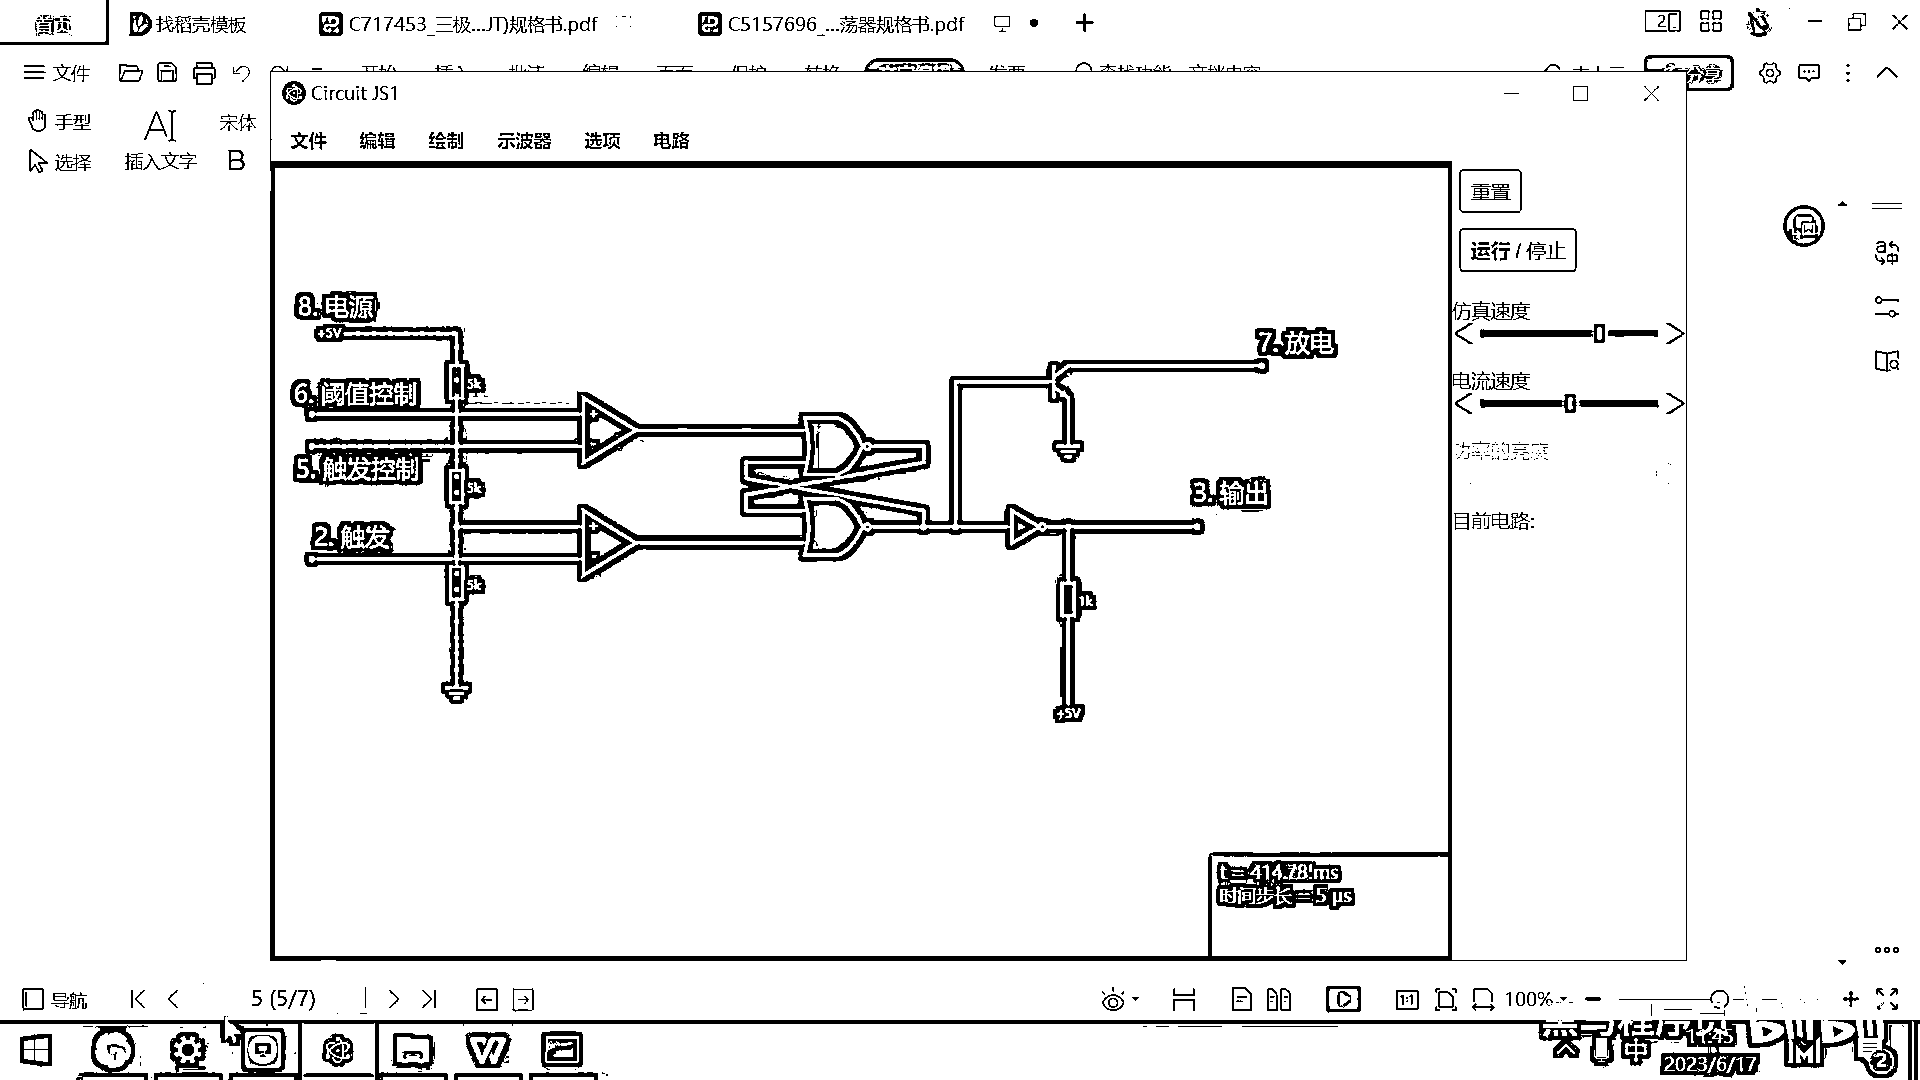 首页
找稻壳模板
C717453_三极...JT)规格书.pdf
C5157696_...荡器规格书.pdf
文件
手型
选择
插入文字
宋体
B
Circuit JS1
文件 编辑 绘制 示波器 选项 电路
重置
运行 / 停止
仿真速度
电流速度
功率的亮度
目前电路:
8. 电源
+5V
5k
6. 阈值控制
5. 触发控制
5k
2. 触发
5k
7. 放电
3. 输出
1k
+5V
时间步长 = 5 µs
导航
5 (5/7)
1:1
100%
中
2023/6/17
2